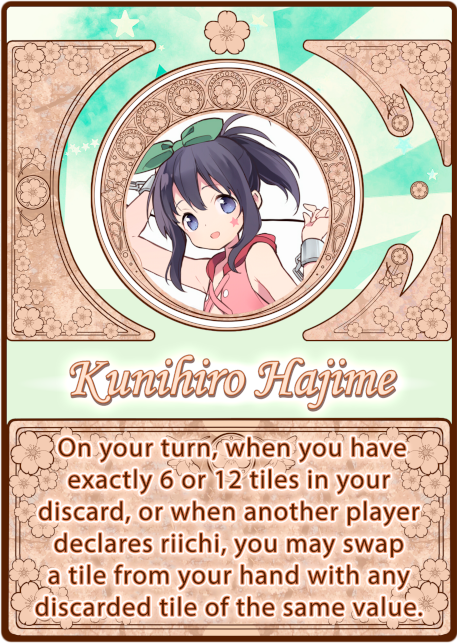 Kunihiro Hajime
On your turn, when you have
exactly 6 or 12 tiles in your
discard, or when another player
declares riichi, you may swap
a tile from your hand with any
discarded tile of the same value.